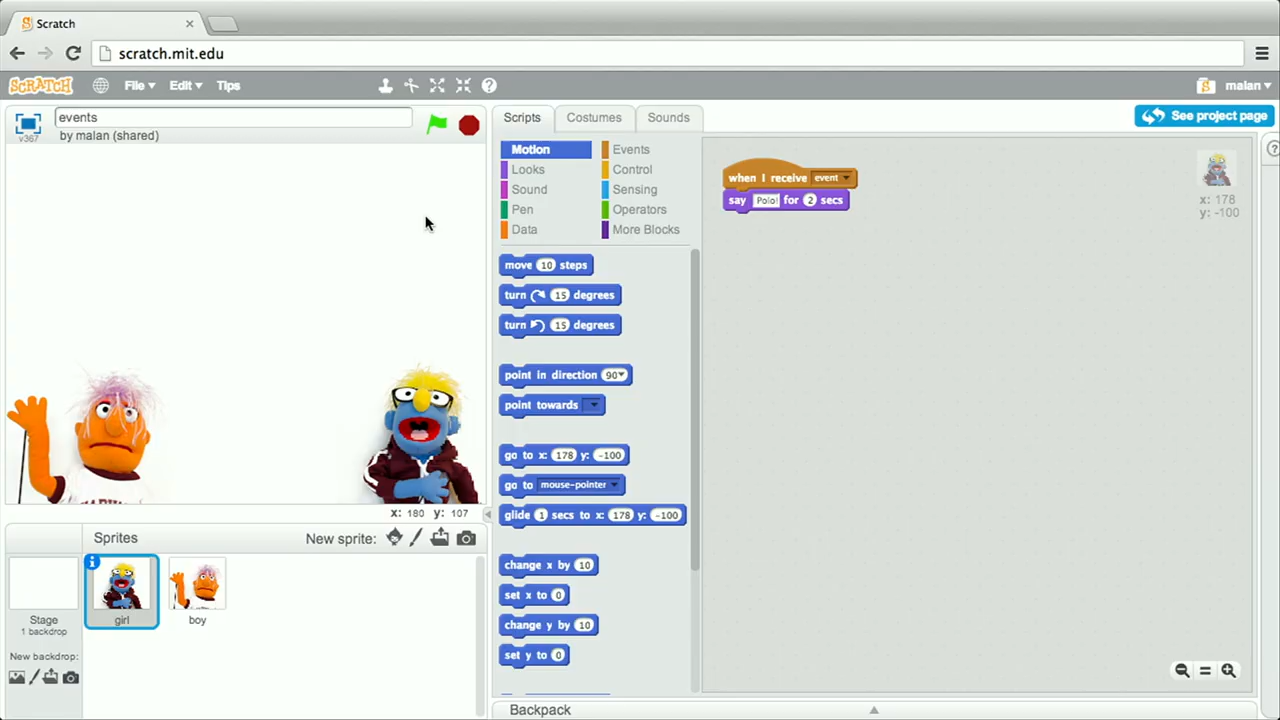 Scratch
scratch.mit.edu
SCRATCH File Edit Tips malan
events
by malan (shared)
v367
Scripts Costumes Sounds
See project page
Motion Events
Looks Control
Sound Sensing
Pen Operators
Data More Blocks
when I receive event
say Polo! for 2 secs
x: 178
y: -100
move 10 steps
turn 15 degrees
turn 15 degrees
point in direction 90
point towards
go to x: 178 y: -100
go to mouse-pointer
glide 1 secs to x: 178 y: -100
change x by 10
set x to 0
change y by 10
set y to 0
x: 180 y: 107
Sprites New sprite:
Stage
1 backdrop
New backdrop:
girl
boy
Backpack